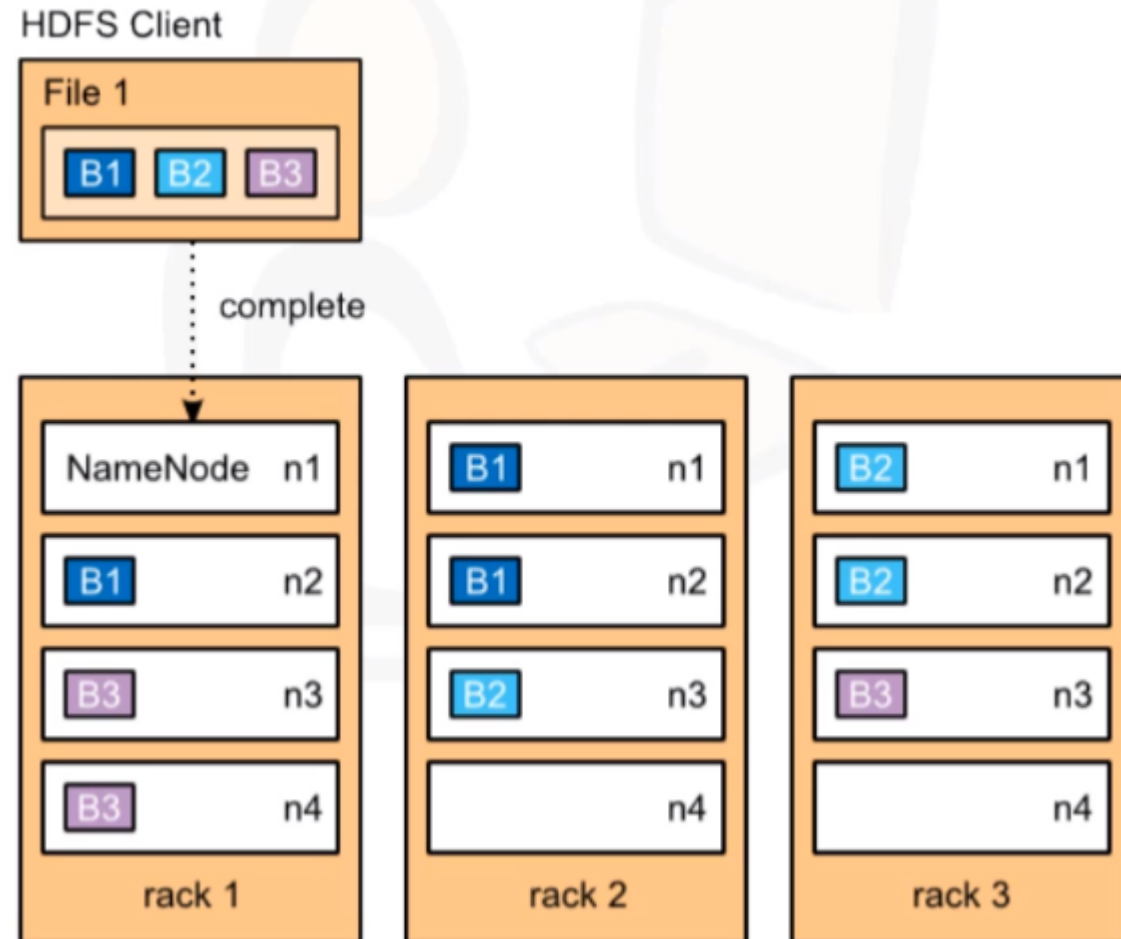 HDFS Client
File 1
B1 B2 B3
complete
NameNode n1
B1 n2
B3 n3
B3 n4
rack 1
B1 n1
B1 n2
B2 n3
n4
rack 2
B2 n1
B2 n2
B3 n3
n4
rack 3